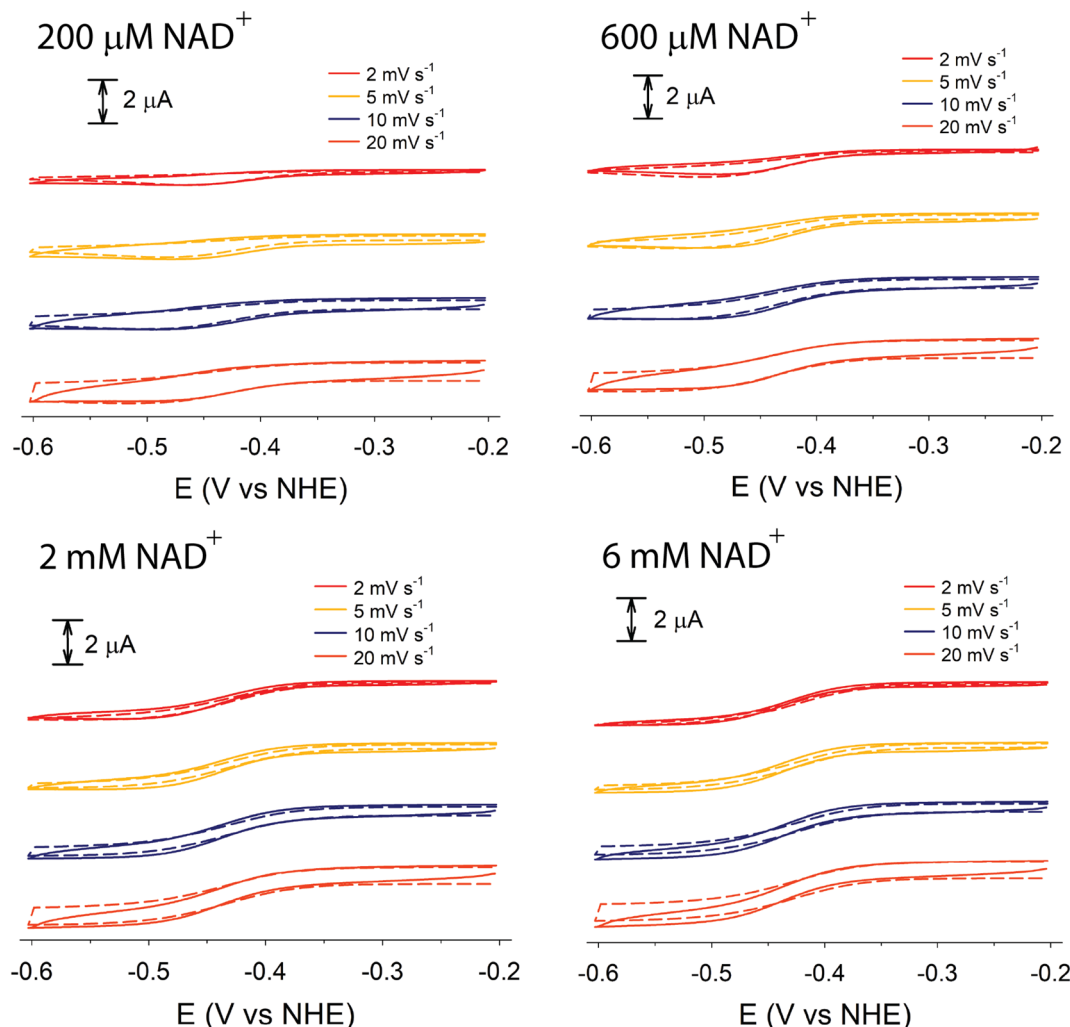 200 μM NAD⁺
2 μA
2 mV s⁻¹
5 mV s⁻¹
10 mV s⁻¹
20 mV s⁻¹
-0.6 -0.5 -0.4 -0.3 -0.2
E (V vs NHE)
600 μM NAD⁺
2 μA
2 mV s⁻¹
5 mV s⁻¹
10 mV s⁻¹
20 mV s⁻¹
-0.6 -0.5 -0.4 -0.3 -0.2
E (V vs NHE)
2 mM NAD⁺
2 μA
2 mV s⁻¹
5 mV s⁻¹
10 mV s⁻¹
20 mV s⁻¹
-0.6 -0.5 -0.4 -0.3 -0.2
E (V vs NHE)
6 mM NAD⁺
2 μA
2 mV s⁻¹
5 mV s⁻¹
10 mV s⁻¹
20 mV s⁻¹
-0.6 -0.5 -0.4 -0.3 -0.2
E (V vs NHE)